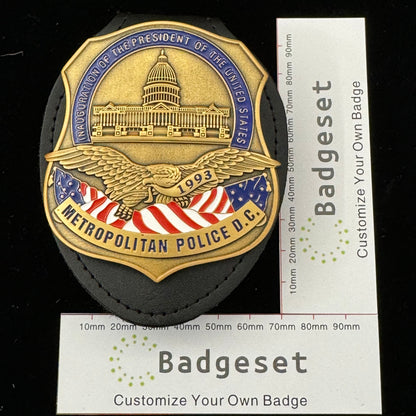 INAUGURATION OF THE PRESIDENT OF THE UNITED STATES
1993
METROPOLITAN POLICE D.C.
10mm 20mm 30mm 40mm 50mm 60mm 70mm 80mm 90mm
Badgeset
Customize Your Own Badge
10mm 20mm 30mm 40mm 50mm 60mm 70mm 80mm 90mm
Badgeset
Customize Your Own Badge